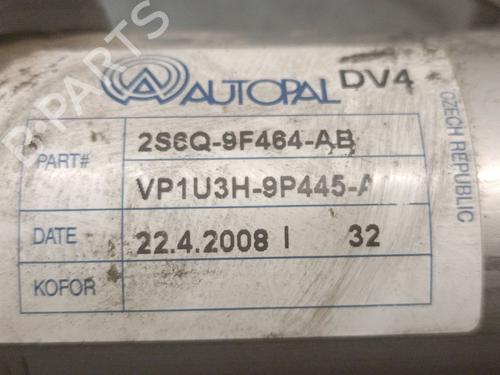 AUTOPAL DV4
CZECH REPUBLIC
PART# 2S6Q-9F464-AB
VP1U3H-9P445-A
DATE 22.4.2008 I 32
KOFOR
B PARTS